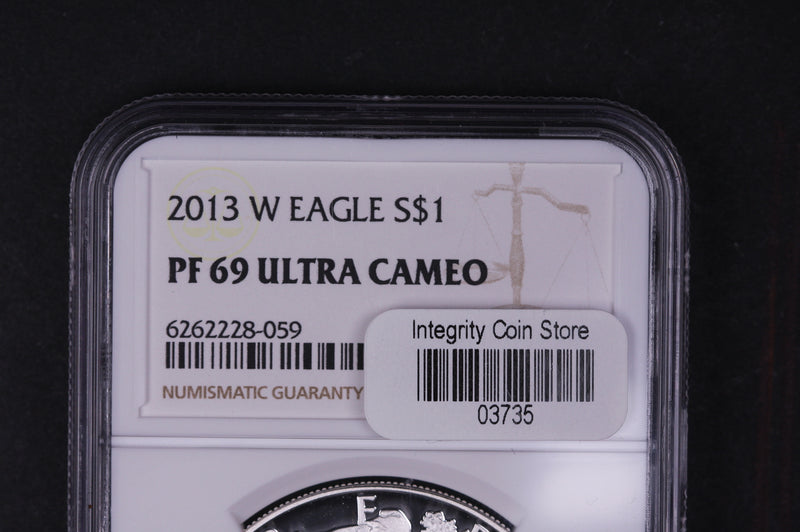 2013 W EAGLE S$1
PF 69 ULTRA CAMEO
6262228-059
NUMISMATIC GUARANTY
Integrity Coin Store
03735
E